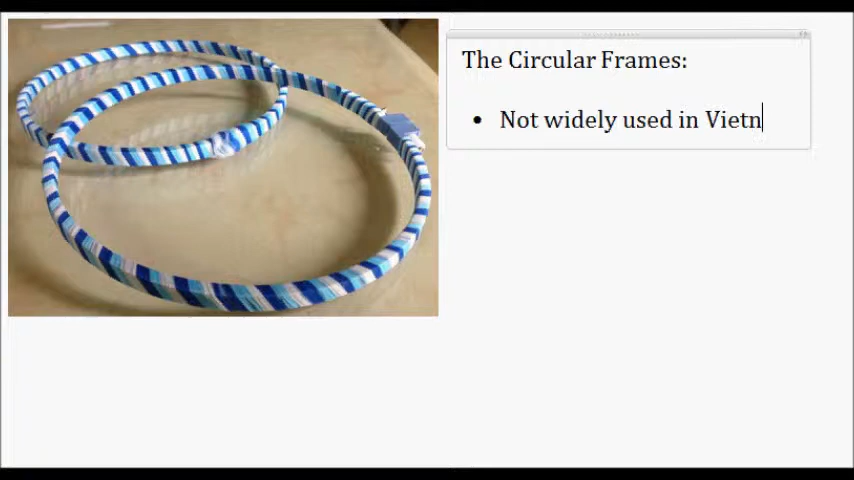 The Circular Frames:
• Not widely used in Vietn